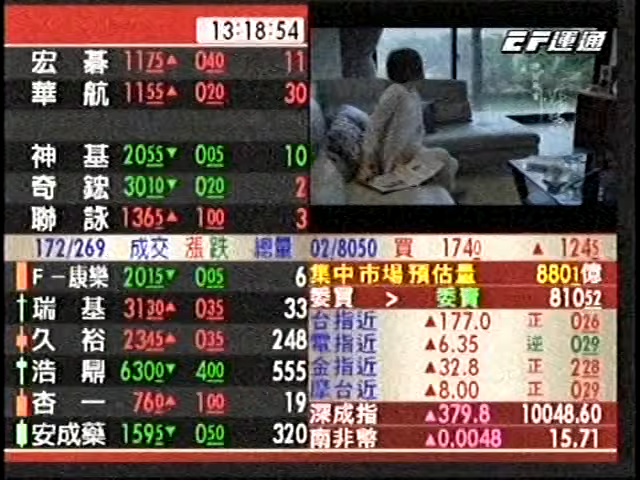 13:18:54
EF運通
宏碁 1175▲ 040 11
華航 1155▲ 020 30
神基 2055▼ 005 10
奇鋐 3010▼ 020 2
聯詠 1365▲ 100 3
172/269 成交 漲跌 總量 02/8050 買 1740 ▲ 1245
F－康樂 2015▼ 005 6
瑞基 3130▲ 035 33
久裕 2345▲ 035 248
浩鼎 6300▼ 400 555
杏一 760▲ 100 19
安成藥 1595▼ 050 320
集中市場預估量 8801億
委買 > 委賣 81052
台指近 ▲177.0 正 026
電指近 ▲6.35 逆 029
金指近 ▲32.8 正 228
摩台近 ▲8.00 正 029
深成指 ▲379.8 10048.60
南非幣 ▲0.0048 15.71